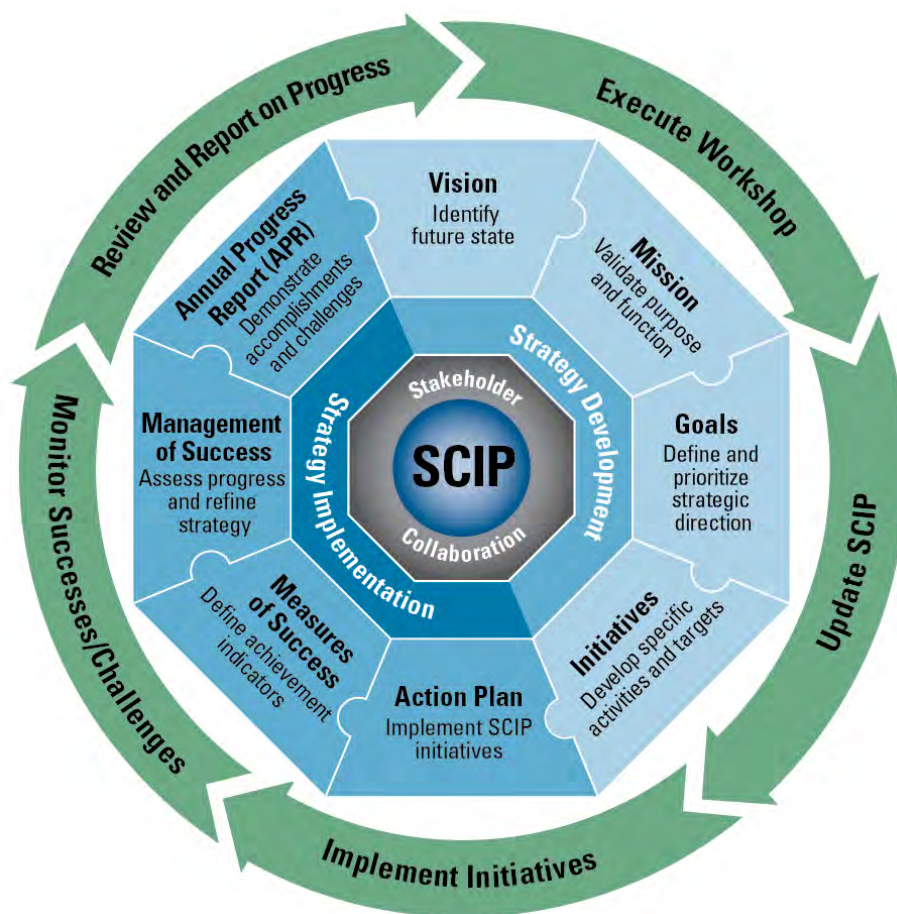 Review and Report on Progress
Execute Workshop
Update SCIP
Implement Initiatives
Monitor Successes/Challenges
Vision
Identify
future state
Mission
Validate purpose
and function
Goals
Define and
prioritize
strategic
direction
Initiatives
Develop specific
activities and targets
Action Plan
Implement SCIP
initiatives
Measures
of Success
Define achievement
indicators
Management
of Success
Assess progress
and refine
strategy
Annual Progress
Report (APR)
Demonstrate
accomplishments
and challenges
Strategy Development
Strategy Implementation
Stakeholder
SCIP
Collaboration